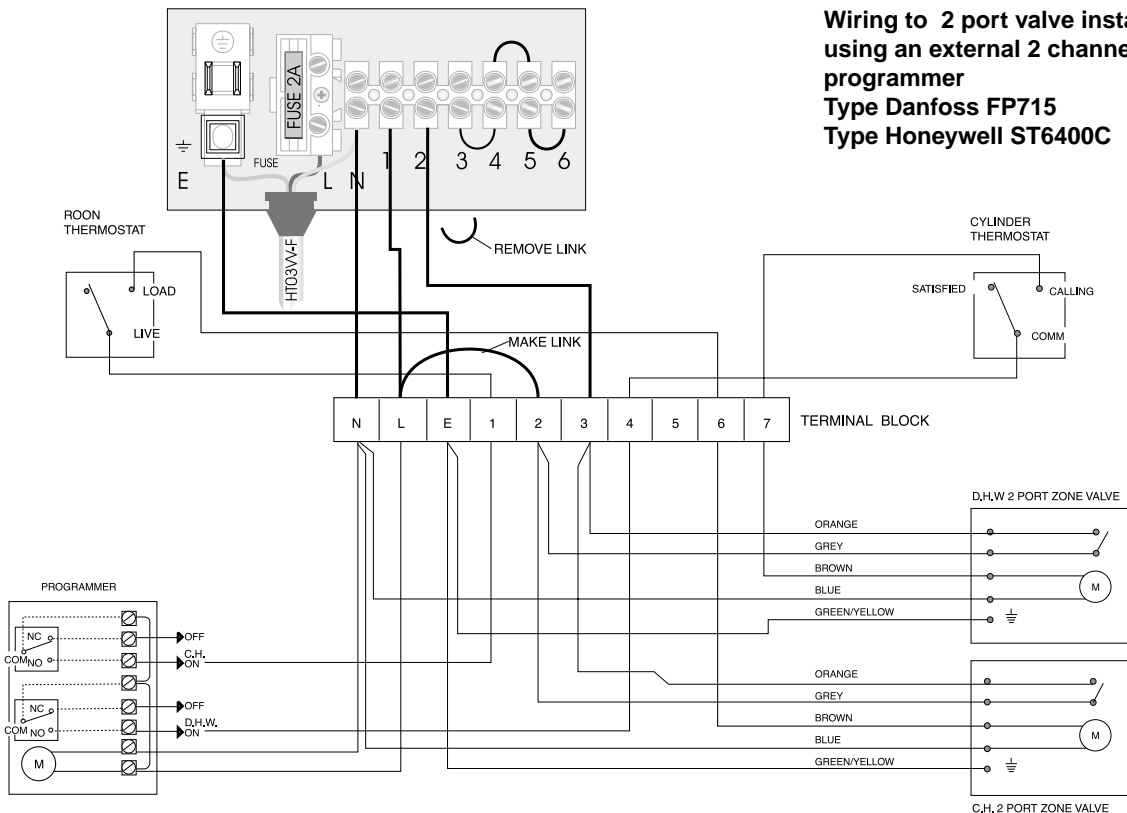 Wiring to 2 port valve insta
using an external 2 channe
programmer
Type Danfoss FP715
Type Honeywell ST6400C
FUSE 2A
FUSE
E
L
N
1
2
3
4
5
6
HT03VV-F
REMOVE LINK
ROON
THERMOSTAT
LOAD
LIVE
CYLINDER
THERMOSTAT
SATISFIED
CALLING
COMM
MAKE LINK
N L E 1 2 3 4 5 6 7
TERMINAL BLOCK
D.H.W 2 PORT ZONE VALVE
ORANGE
GREY
BROWN
BLUE
GREEN/YELLOW
M
PROGRAMMER
NC
COM
NO
OFF
C.H.
ON
NC
COM
NO
OFF
D.H.W.
ON
M
ORANGE
GREY
BROWN
BLUE
GREEN/YELLOW
M
C.H. 2 PORT ZONE VALVE